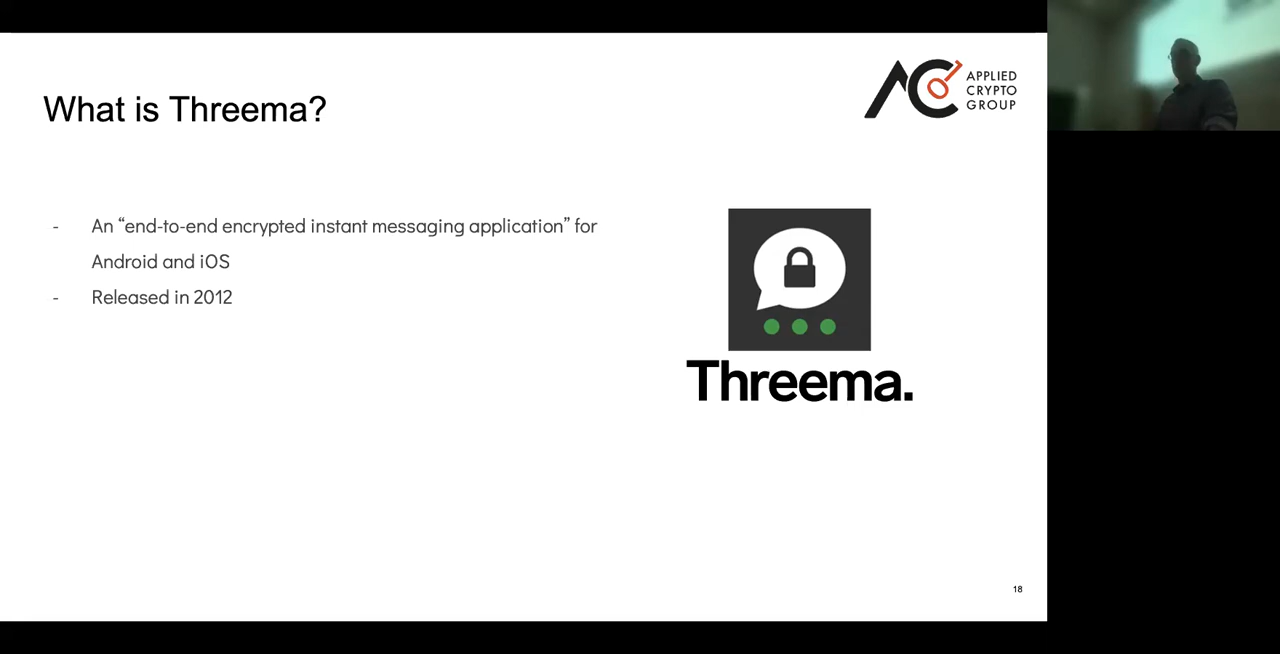 What is Threema?
APPLIED
CRYPTO
GROUP
- An “end-to-end encrypted instant messaging application” for
Android and iOS
- Released in 2012
Threema.
18